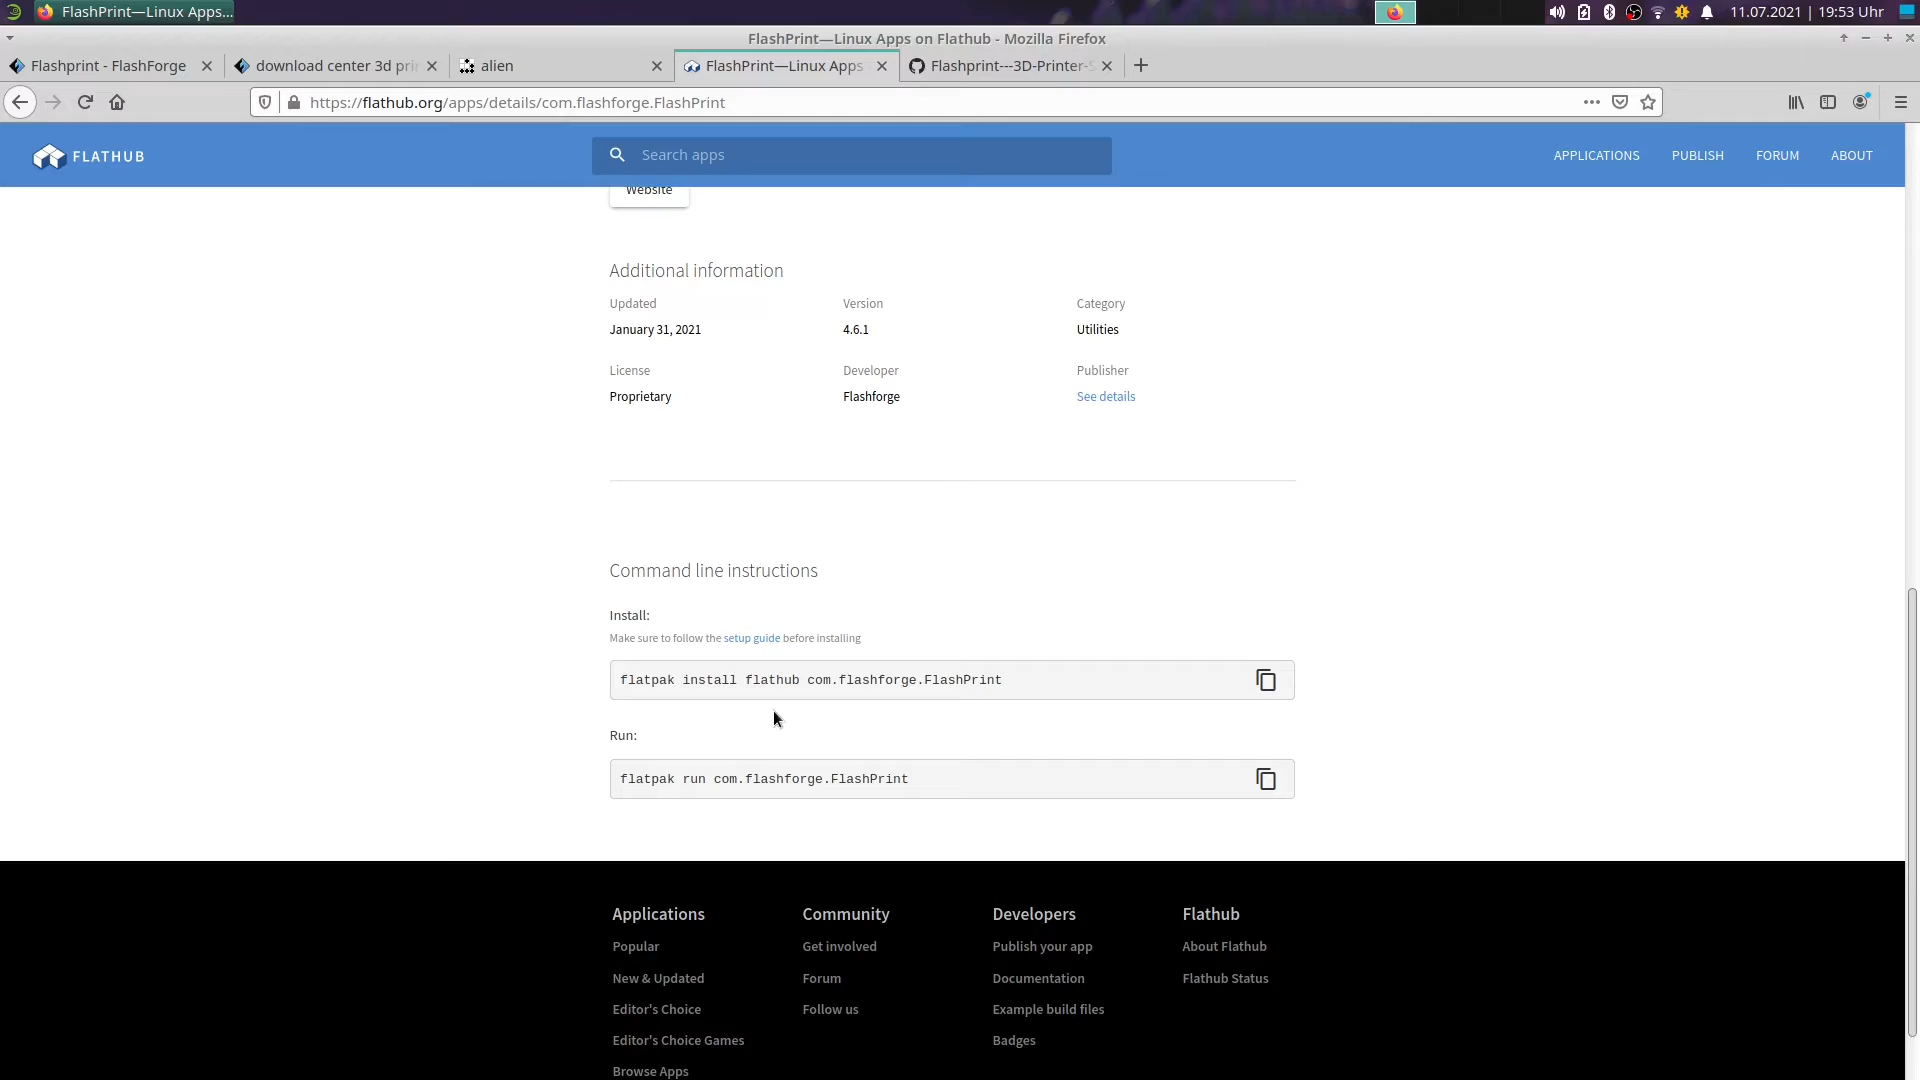 FlashPrint—Linux Apps...
11.07.2021 | 19:53 Uhr
FlashPrint—Linux Apps on Flathub - Mozilla Firefox
Flashprint - FlashForge
download center 3d pri
alien
FlashPrint—Linux Apps
Flashprint---3D-Printer-S
https://flathub.org/apps/details/com.flashforge.FlashPrint
FLATHUB
Search apps
APPLICATIONS
PUBLISH
FORUM
ABOUT
Website
Additional information
Updated
Version
Category
January 31, 2021
4.6.1
Utilities
License
Developer
Publisher
Proprietary
Flashforge
See details
Command line instructions
Install:
Make sure to follow the setup guide before installing
flatpak install flathub com.flashforge.FlashPrint
Run:
flatpak run com.flashforge.FlashPrint
Applications
Community
Developers
Flathub
Popular
Get involved
Publish your app
About Flathub
New & Updated
Forum
Documentation
Flathub Status
Editor's Choice
Follow us
Example build files
Editor's Choice Games
Badges
Browse Apps